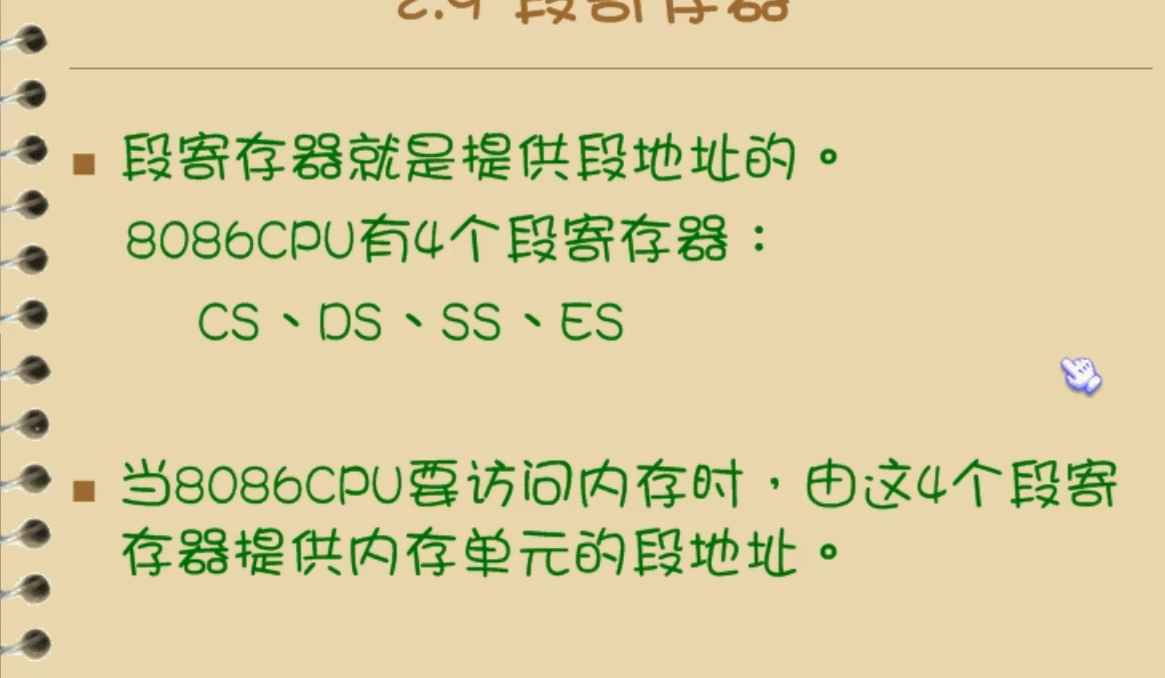 2.9 段寄存器
段寄存器就是提供段地址的。
8086CPU有4个段寄存器：
CS、DS、SS、ES
当8086CPU要访问内存时，由这4个段寄
存器提供内存单元的段地址。